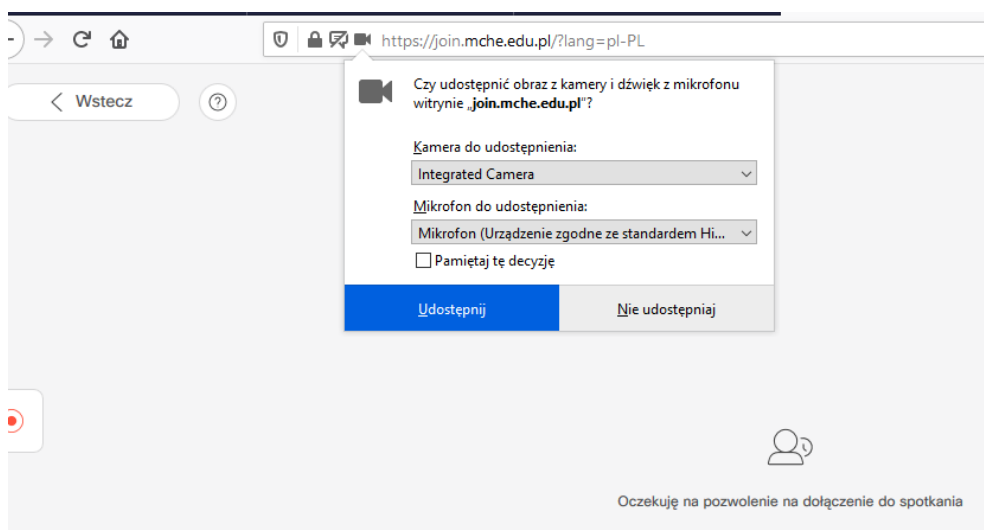 https://join.mche.edu.pl/?lang=pl-PL
Wstecz
?
Czy udostępnić obraz z kamery i dźwięk z mikrofonu
witrynie „join.mche.edu.pl”?
Kamera do udostępnienia:
Integrated Camera
Mikrofon do udostępnienia:
Mikrofon (Urządzenie zgodne ze standardem Hi...
Pamiętaj tę decyzję
Udostępnij
Nie udostępniaj
Oczekuję na pozwolenie na dołączenie do spotkania